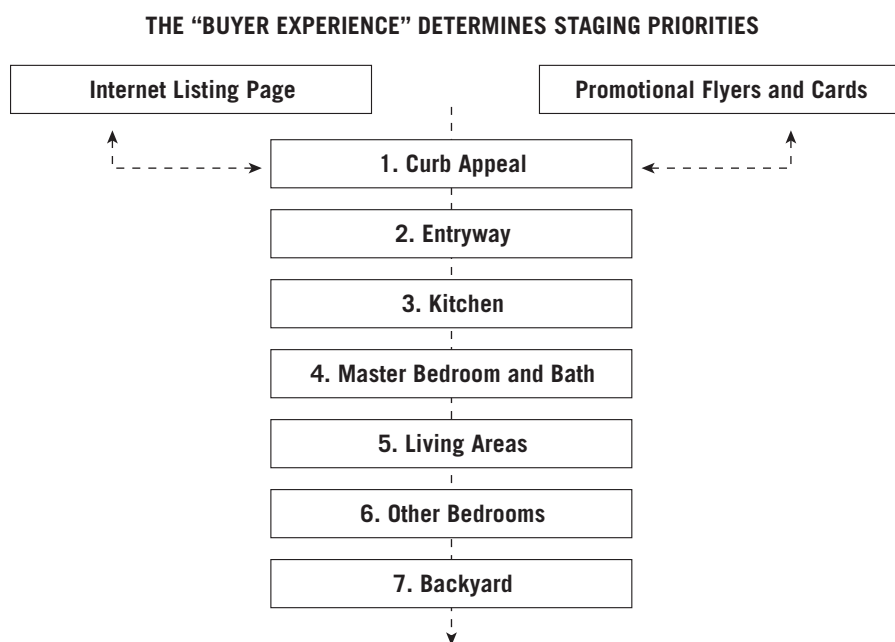 THE “BUYER EXPERIENCE” DETERMINES STAGING PRIORITIES
Internet Listing Page
Promotional Flyers and Cards
1. Curb Appeal
2. Entryway
3. Kitchen
4. Master Bedroom and Bath
5. Living Areas
6. Other Bedrooms
7. Backyard